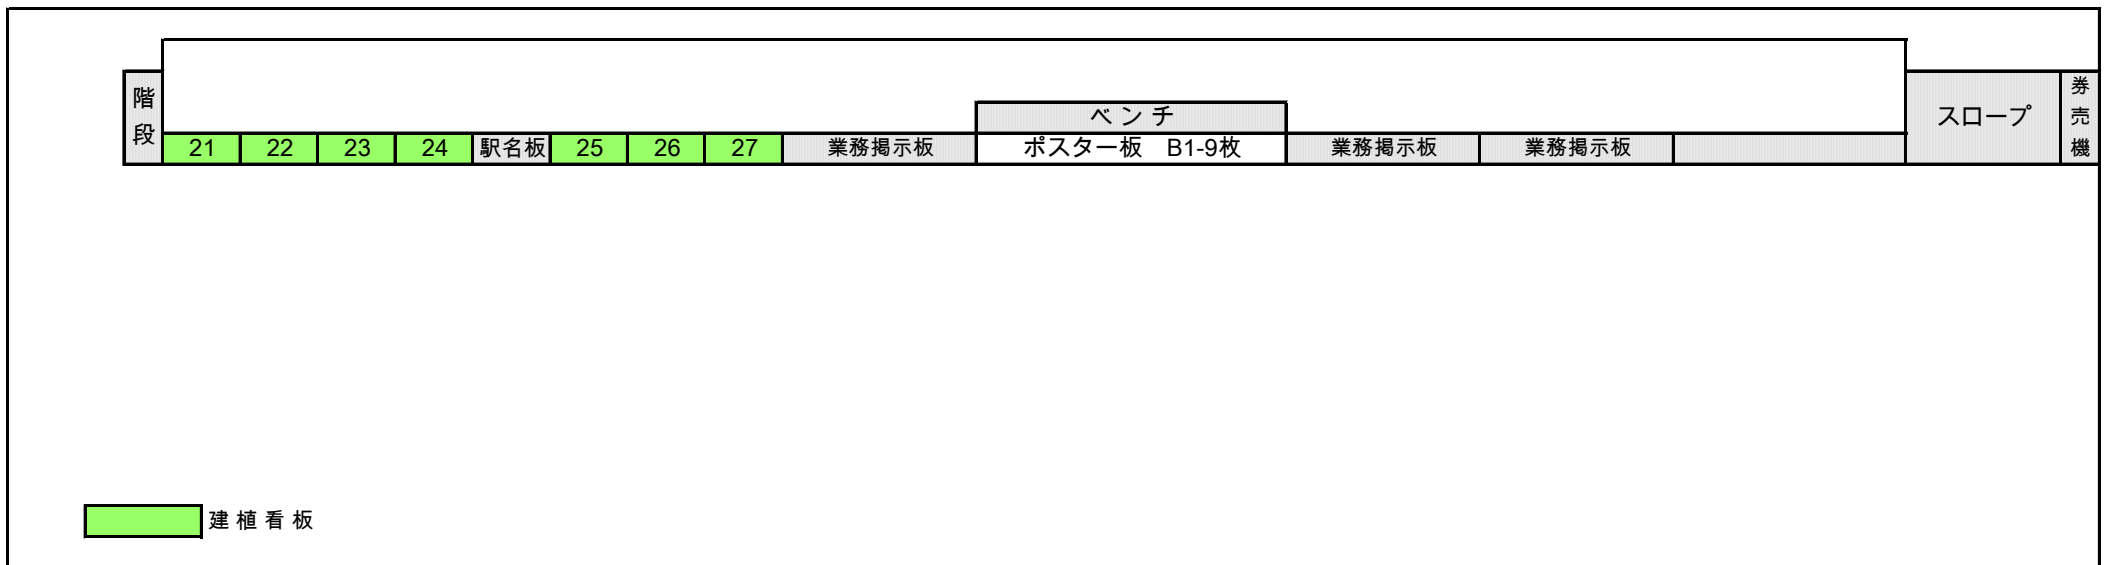 階段
ベンチ
スロープ
券売機
21 22 23 24 駅名板 25 26 27 業務掲示板 ポスター板 B1-9枚 業務掲示板 業務掲示板
建植看板